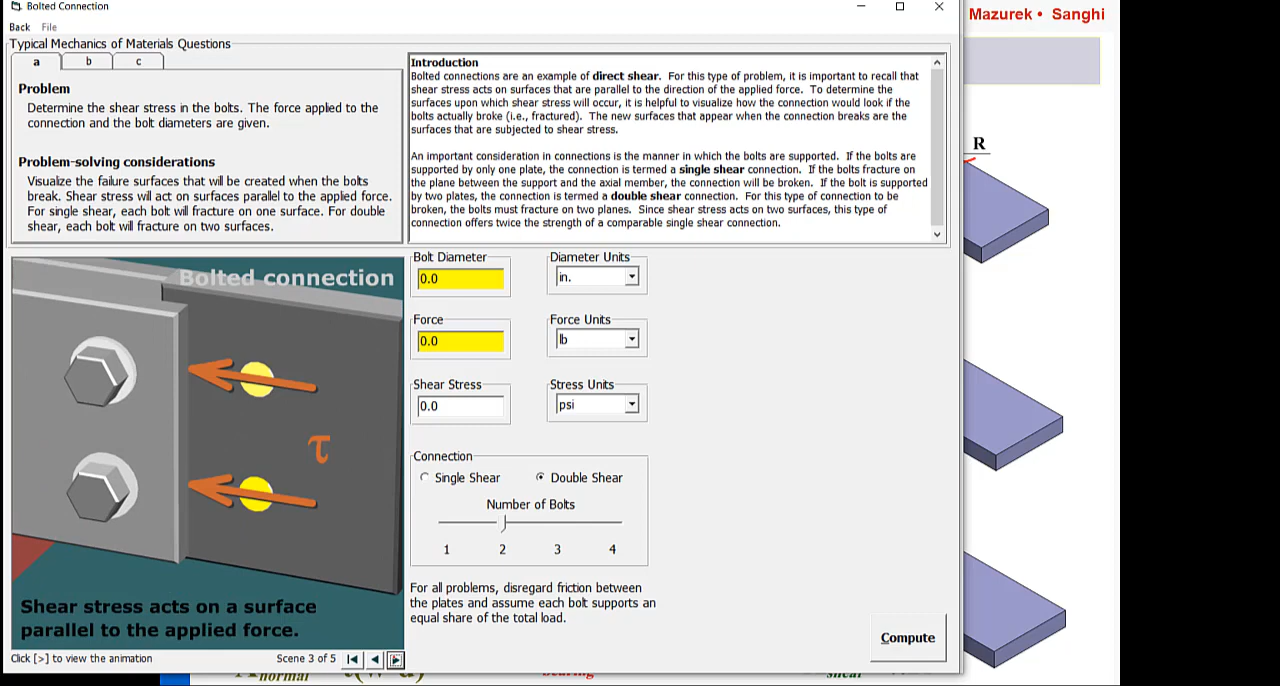 Bolted Connection
Back File
Mazurek • Sanghi
Typical Mechanics of Materials Questions
a b c
Problem
Determine the shear stress in the bolts. The force applied to the
connection and the bolt diameters are given.
Problem-solving considerations
Visualize the failure surfaces that will be created when the bolts
break. Shear stress will act on surfaces parallel to the applied force.
For single shear, each bolt will fracture on one surface. For double
shear, each bolt will fracture on two surfaces.
Introduction
Bolted connections are an example of direct shear. For this type of problem, it is important to recall that
shear stress acts on surfaces that are parallel to the direction of the applied force. To determine the
surfaces upon which shear stress will occur, it is helpful to visualize how the connection would look if the
bolts actually broke (i.e., fractured). The new surfaces that appear when the connection breaks are the
surfaces that are subjected to shear stress.
An important consideration in connections is the manner in which the bolts are supported. If the bolts are
supported by only one plate, the connection is termed a single shear connection. If the bolts fracture on
the plane between the support and the axial member, the connection will be broken. If the bolt is supported
by two plates, the connection is termed a double shear connection. For this type of connection to be
broken, the bolts must fracture on two planes. Since shear stress acts on two surfaces, this type of
connection offers twice the strength of a comparable single shear connection.
R
Bolted connection
τ
Shear stress acts on a surface
parallel to the applied force.
Click [>] to view the animation
Scene 3 of 5
Bolt Diameter
0.0
Diameter Units
in.
Force
0.0
Force Units
lb
Shear Stress
0.0
Stress Units
psi
Connection
Single Shear Double Shear
Number of Bolts
1 2 3 4
For all problems, disregard friction between
the plates and assume each bolt supports an
equal share of the total load.
Compute
normal